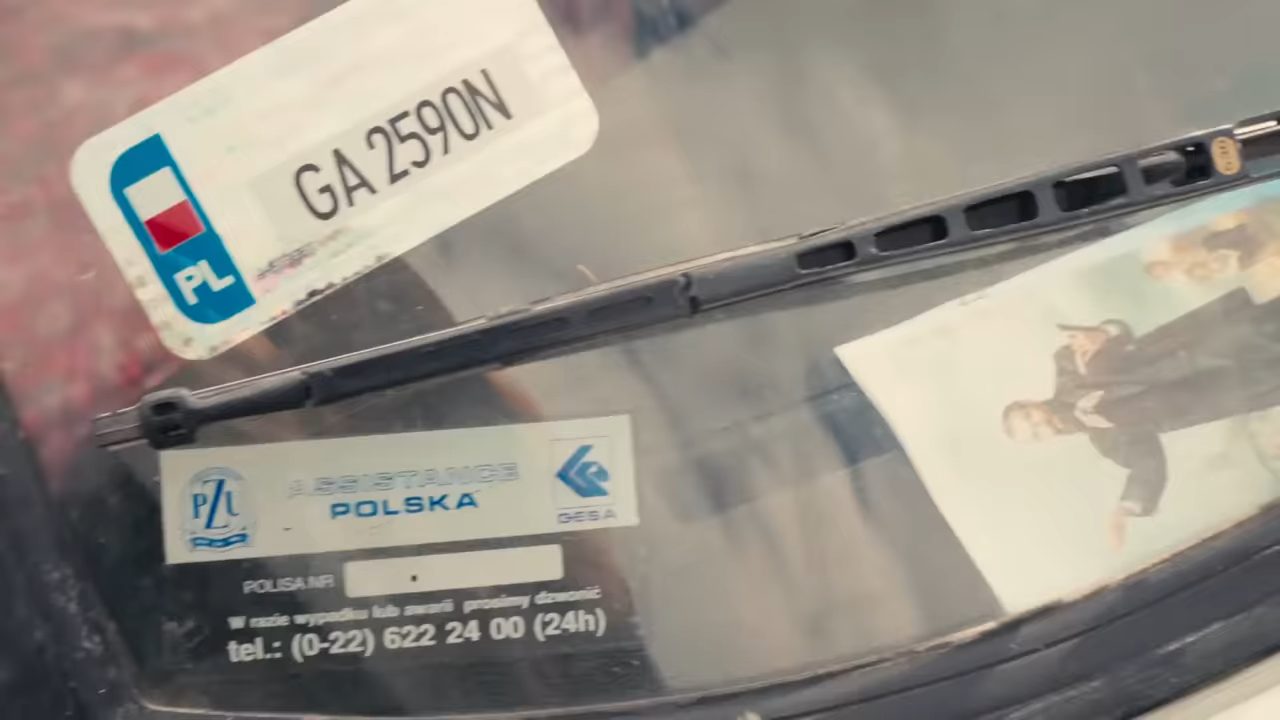 GA 2590N
PL
PZU
ASSISTANCE
POLSKA
GESA
POLISA NR
W razie wypadku lub awarii prosimy dzwonić
tel.: (0-22) 622 24 00 (24h)